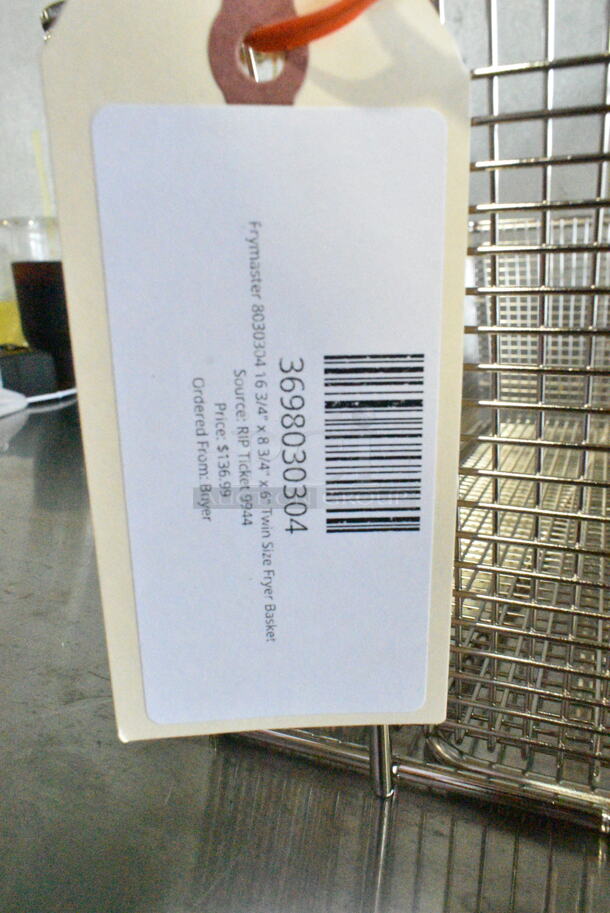 3698030304
Frymaster 8030304 16 3/4" x 8 3/4" x 6" Twin Size Fryer Basket
Source: RIP Ticket 9944
Price: $136.99
Ordered From: Buyer